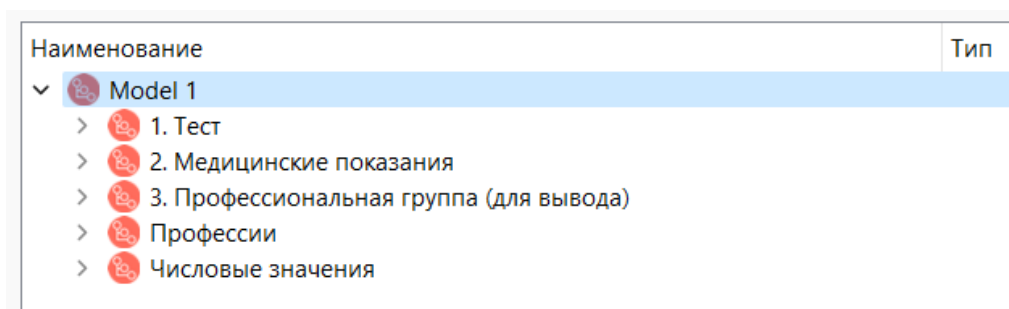 Наименование Тип
Model 1
1. Тест
2. Медицинские показания
3. Профессиональная группа (для вывода)
Профессии
Числовые значения